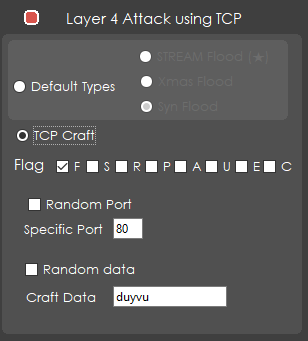 Layer 4 Attack using TCP
STREAM Flood (★)
Default Types
Xmas Flood
Syn Flood
TCP Craft
Flag F S R P A U E C
Random Port
Specific Port 80
Random data
Craft Data duyvu